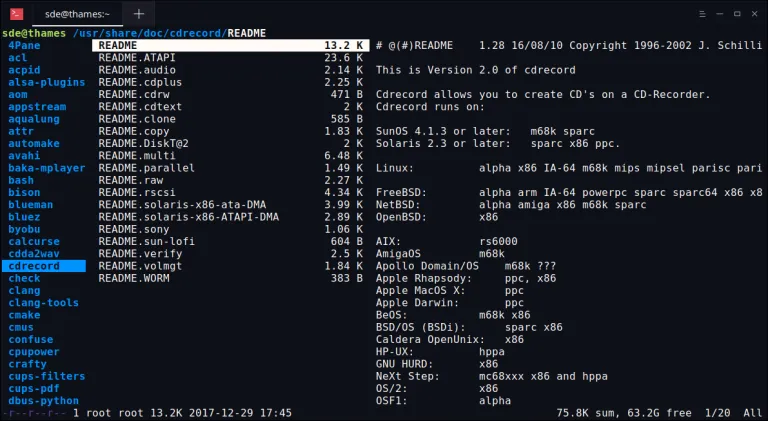 sde@thames:~
sde@thames /usr/share/doc/cdrecord/README
4Pane README 13.2 K # @(#)README 1.28 16/08/10 Copyright 1996-2002 J. Schilli
acl README.ATAPI 23.6 K
acpid README.audio 2.14 K This is Version 2.0 of cdrecord
alsa-plugins README.cdplus 2.25 K
aom README.cdrw 471 B Cdrecord allows you to create CD's on a CD-Recorder.
appstream README.cdtext 2 K Cdrecord runs on:
aqualung README.clone 585 B
attr README.copy 1.83 K SunOS 4.1.3 or later: m68k sparc
automake README.DiskT@2 2 K Solaris 2.3 or later: sparc x86 ppc.
avahi README.multi 6.48 K
baka-mplayer README.parallel 1.49 K Linux: alpha x86 IA-64 m68k mips mipsel parisc pari
bash README.raw 2.27 K
bison README.rscsi 4.34 K FreeBSD: alpha arm IA-64 powerpc sparc sparc64 x86 x8
blueman README.solaris-x86-ata-DMA 3.99 K NetBSD: alpha amiga x86 m68k sparc
bluez README.solaris-x86-ATAPI-DMA 2.89 K OpenBSD: x86
byobu README.sony 1.06 K
calcurse README.sun-lofi 604 B AIX: rs6000
cdda2wav README.verify 2.5 K AmigaOS m68k
cdrecord README.volmgt 1.84 K Apollo Domain/OS m68k ???
check README.WORM 383 B Apple Rhapsody: ppc, x86
clang Apple MacOS X: ppc
clang-tools Apple Darwin: ppc
cmake BeOS: m68k x86
cmus BSD/OS (BSDi): sparc x86
confuse Caldera OpenUnix: x86
cpupower HP-UX: hppa
crafty GNU HURD: x86
cups-filters NeXt Step: mc68xxx x86 and hppa
cups-pdf OS/2: x86
dbus-python OSF1: alpha
-r--r--r-- 1 root root 13.2K 2017-12-29 17:45 75.8K sum, 63.2G free 1/20 All